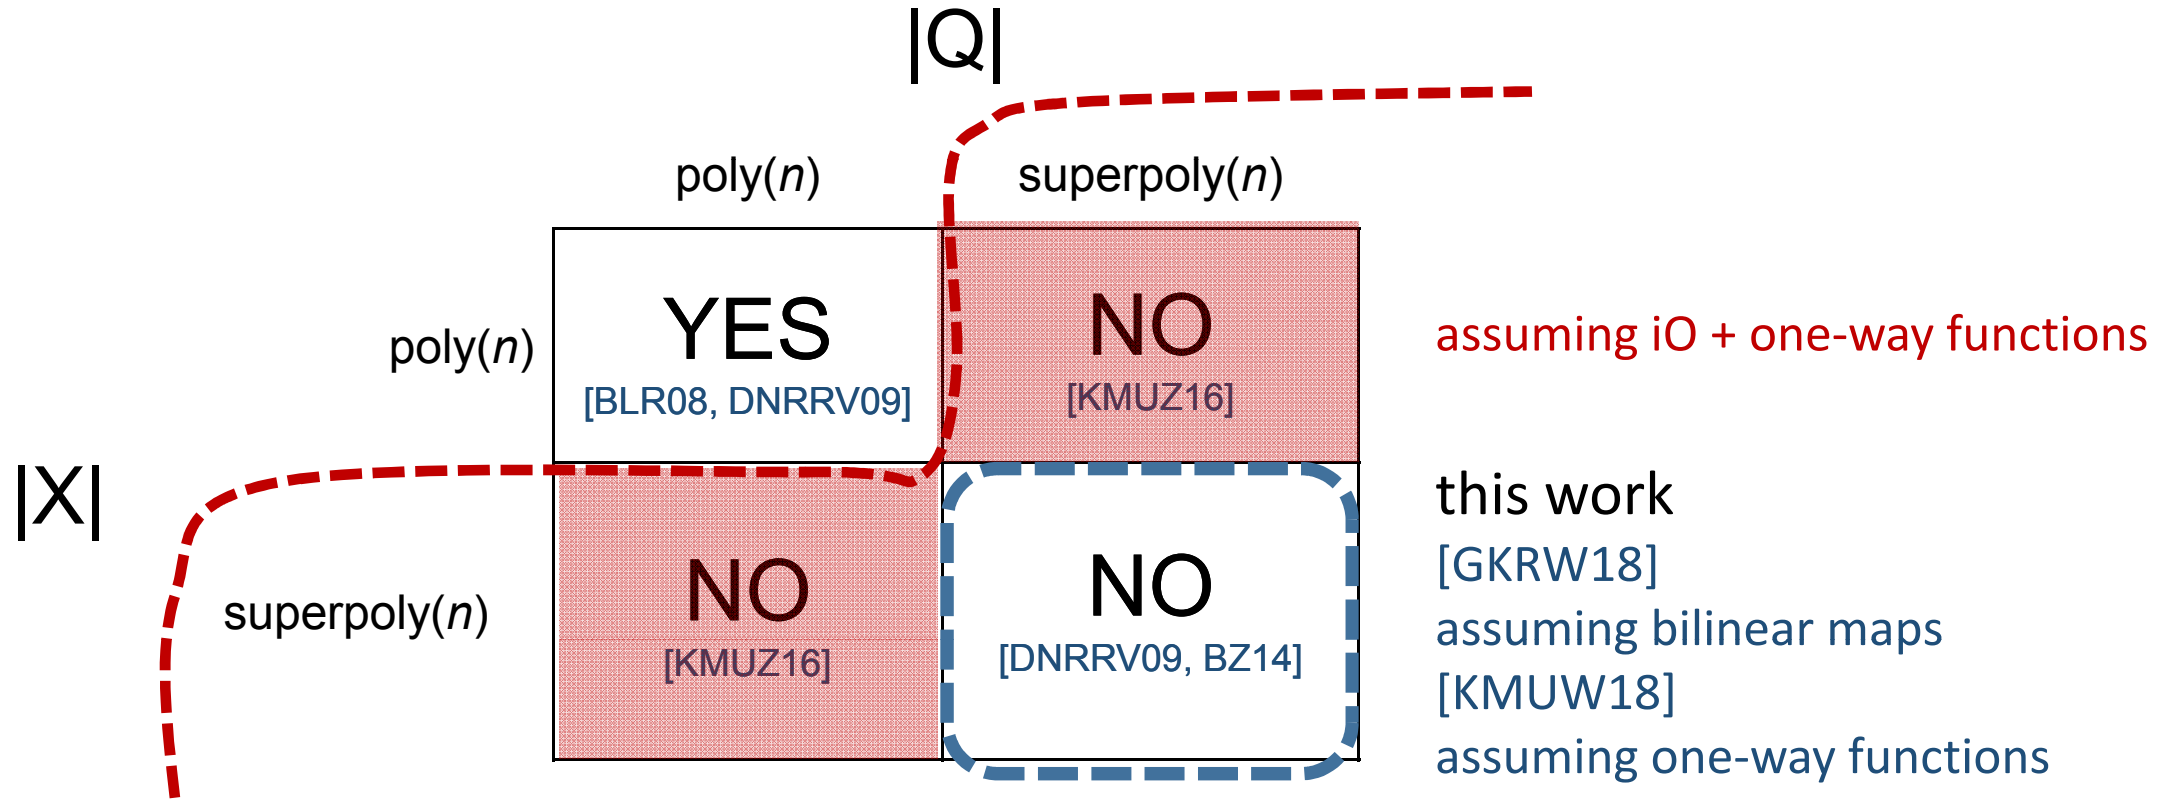 |Q|
poly(n)
superpoly(n)
poly(n)
YES
[BLR08, DNRRV09]
NO
[KMUZ16]
assuming iO + one-way functions
|X|
superpoly(n)
NO
[KMUZ16]
NO
[DNRRV09, BZ14]
this work
[GKRW18]
assuming bilinear maps
[KMUW18]
assuming one-way functions